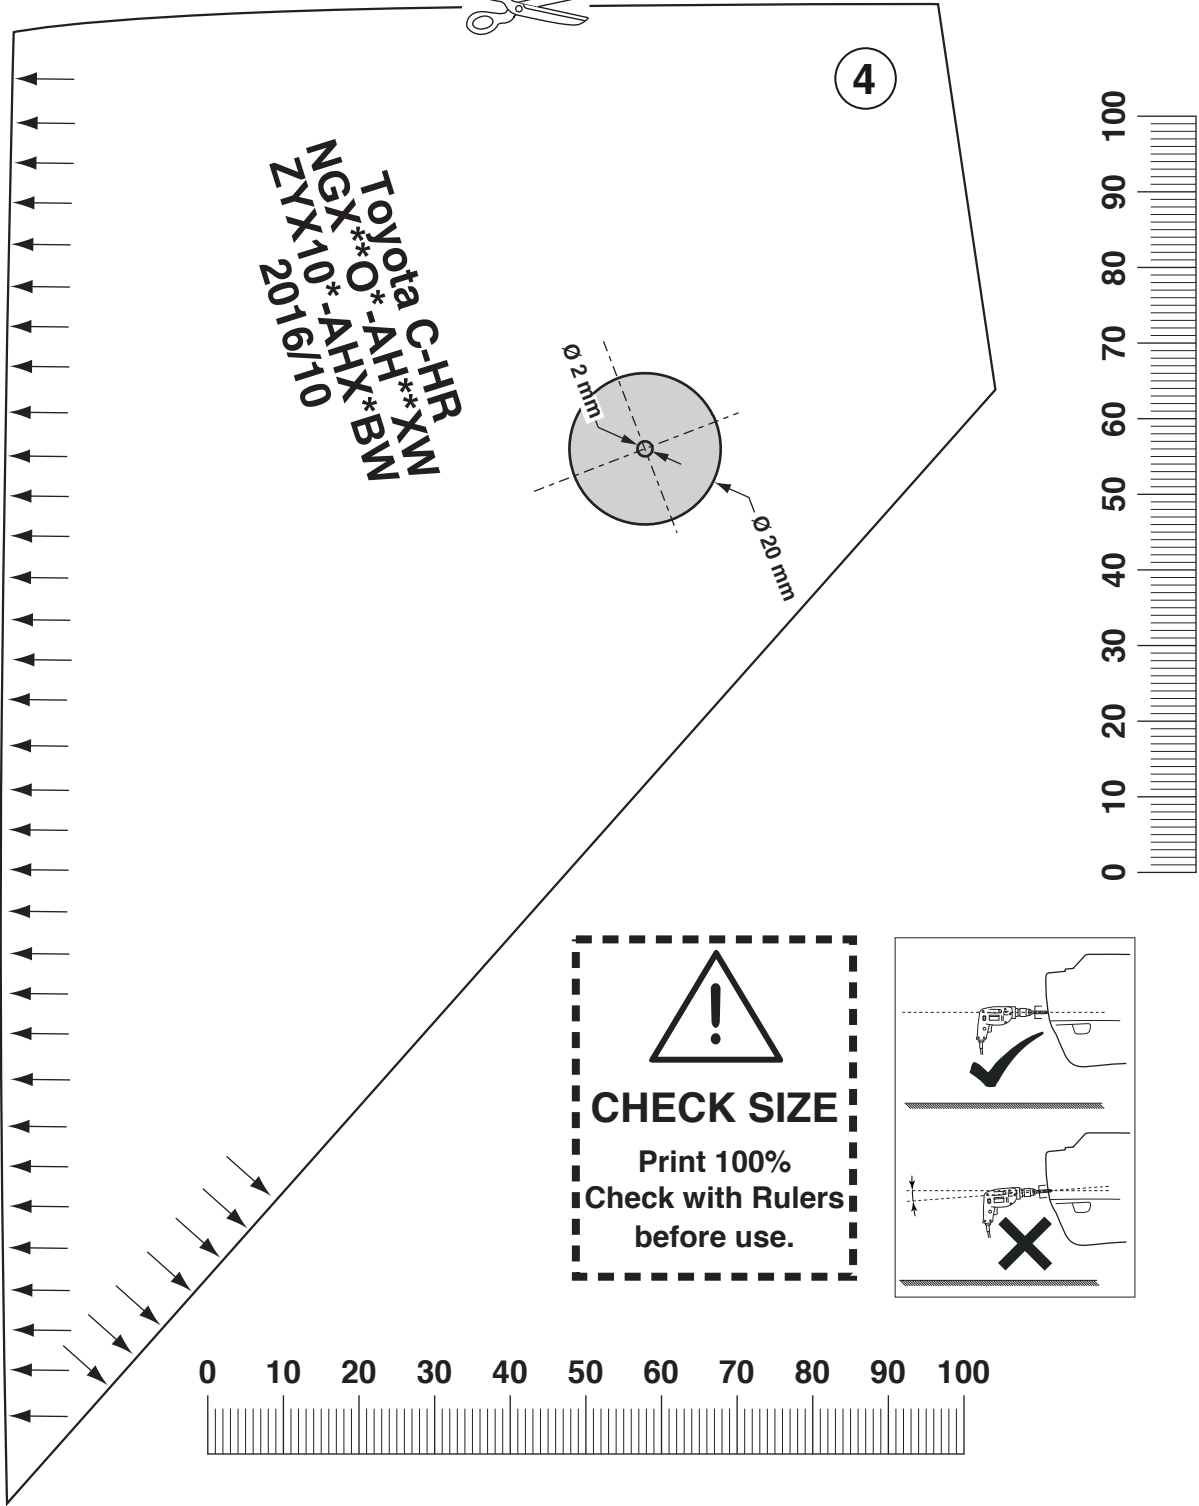 4
Toyota C-HR
NGX**O*-AH**XW
ZYX10*-AHX*BW
2016/10
Ø 2 mm
Ø 20 mm
100
90
80
70
60
50
40
30
20
10
0
CHECK SIZE
Print 100%
Check with Rulers
before use.
0 10 20 30 40 50 60 70 80 90 100